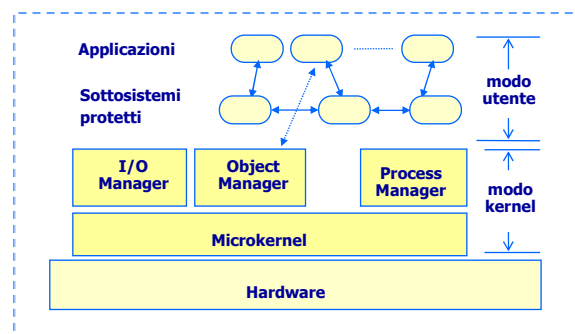 Applicazioni
Sottosistemi
protetti
modo
utente
I/O
Manager
Object
Manager
Process
Manager
modo
kernel
Microkernel
Hardware